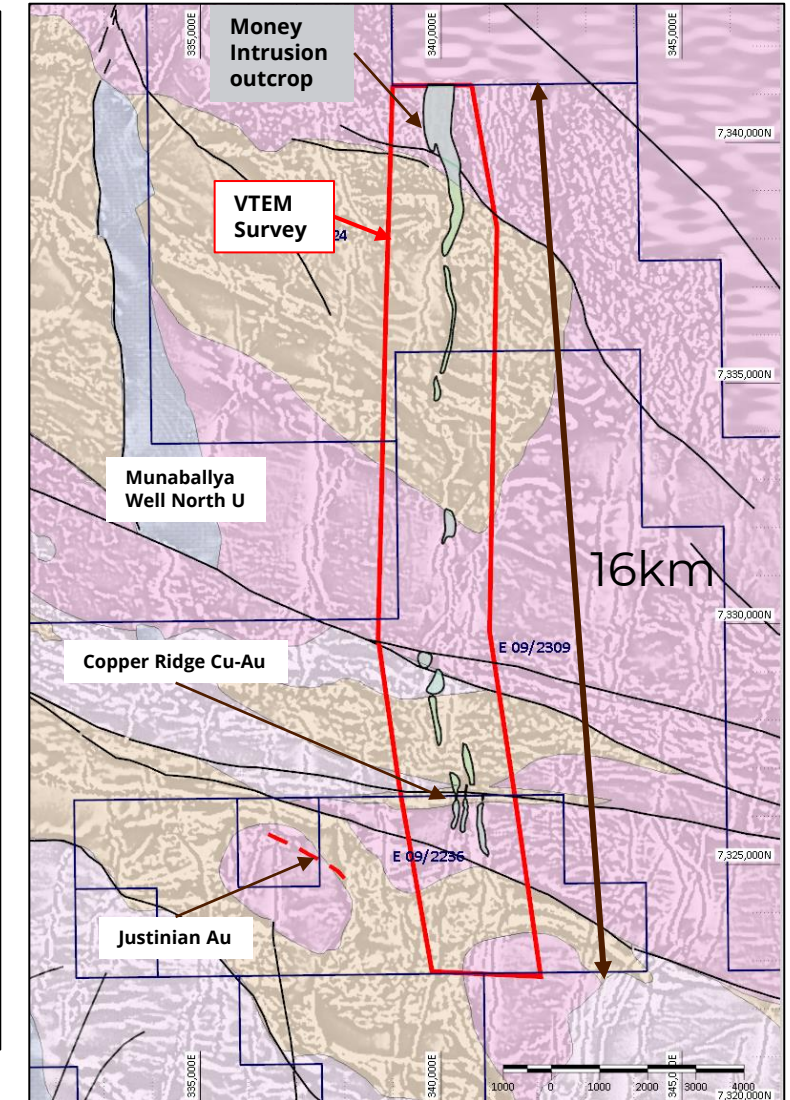 335,000E
340,000E
345,000E
Money
Intrusion
outcrop
7,340,000N
VTEM
Survey
24
7,335,000N
Munaballya
Well North U
16km
7,330,000N
E 09/2309
Copper Ridge Cu-Au
7,325,000N
E 09/2236
Justinian Au
335,000E
340,000E
345,000E
1000 0 1000 2000 3000 4000
7,320,000N